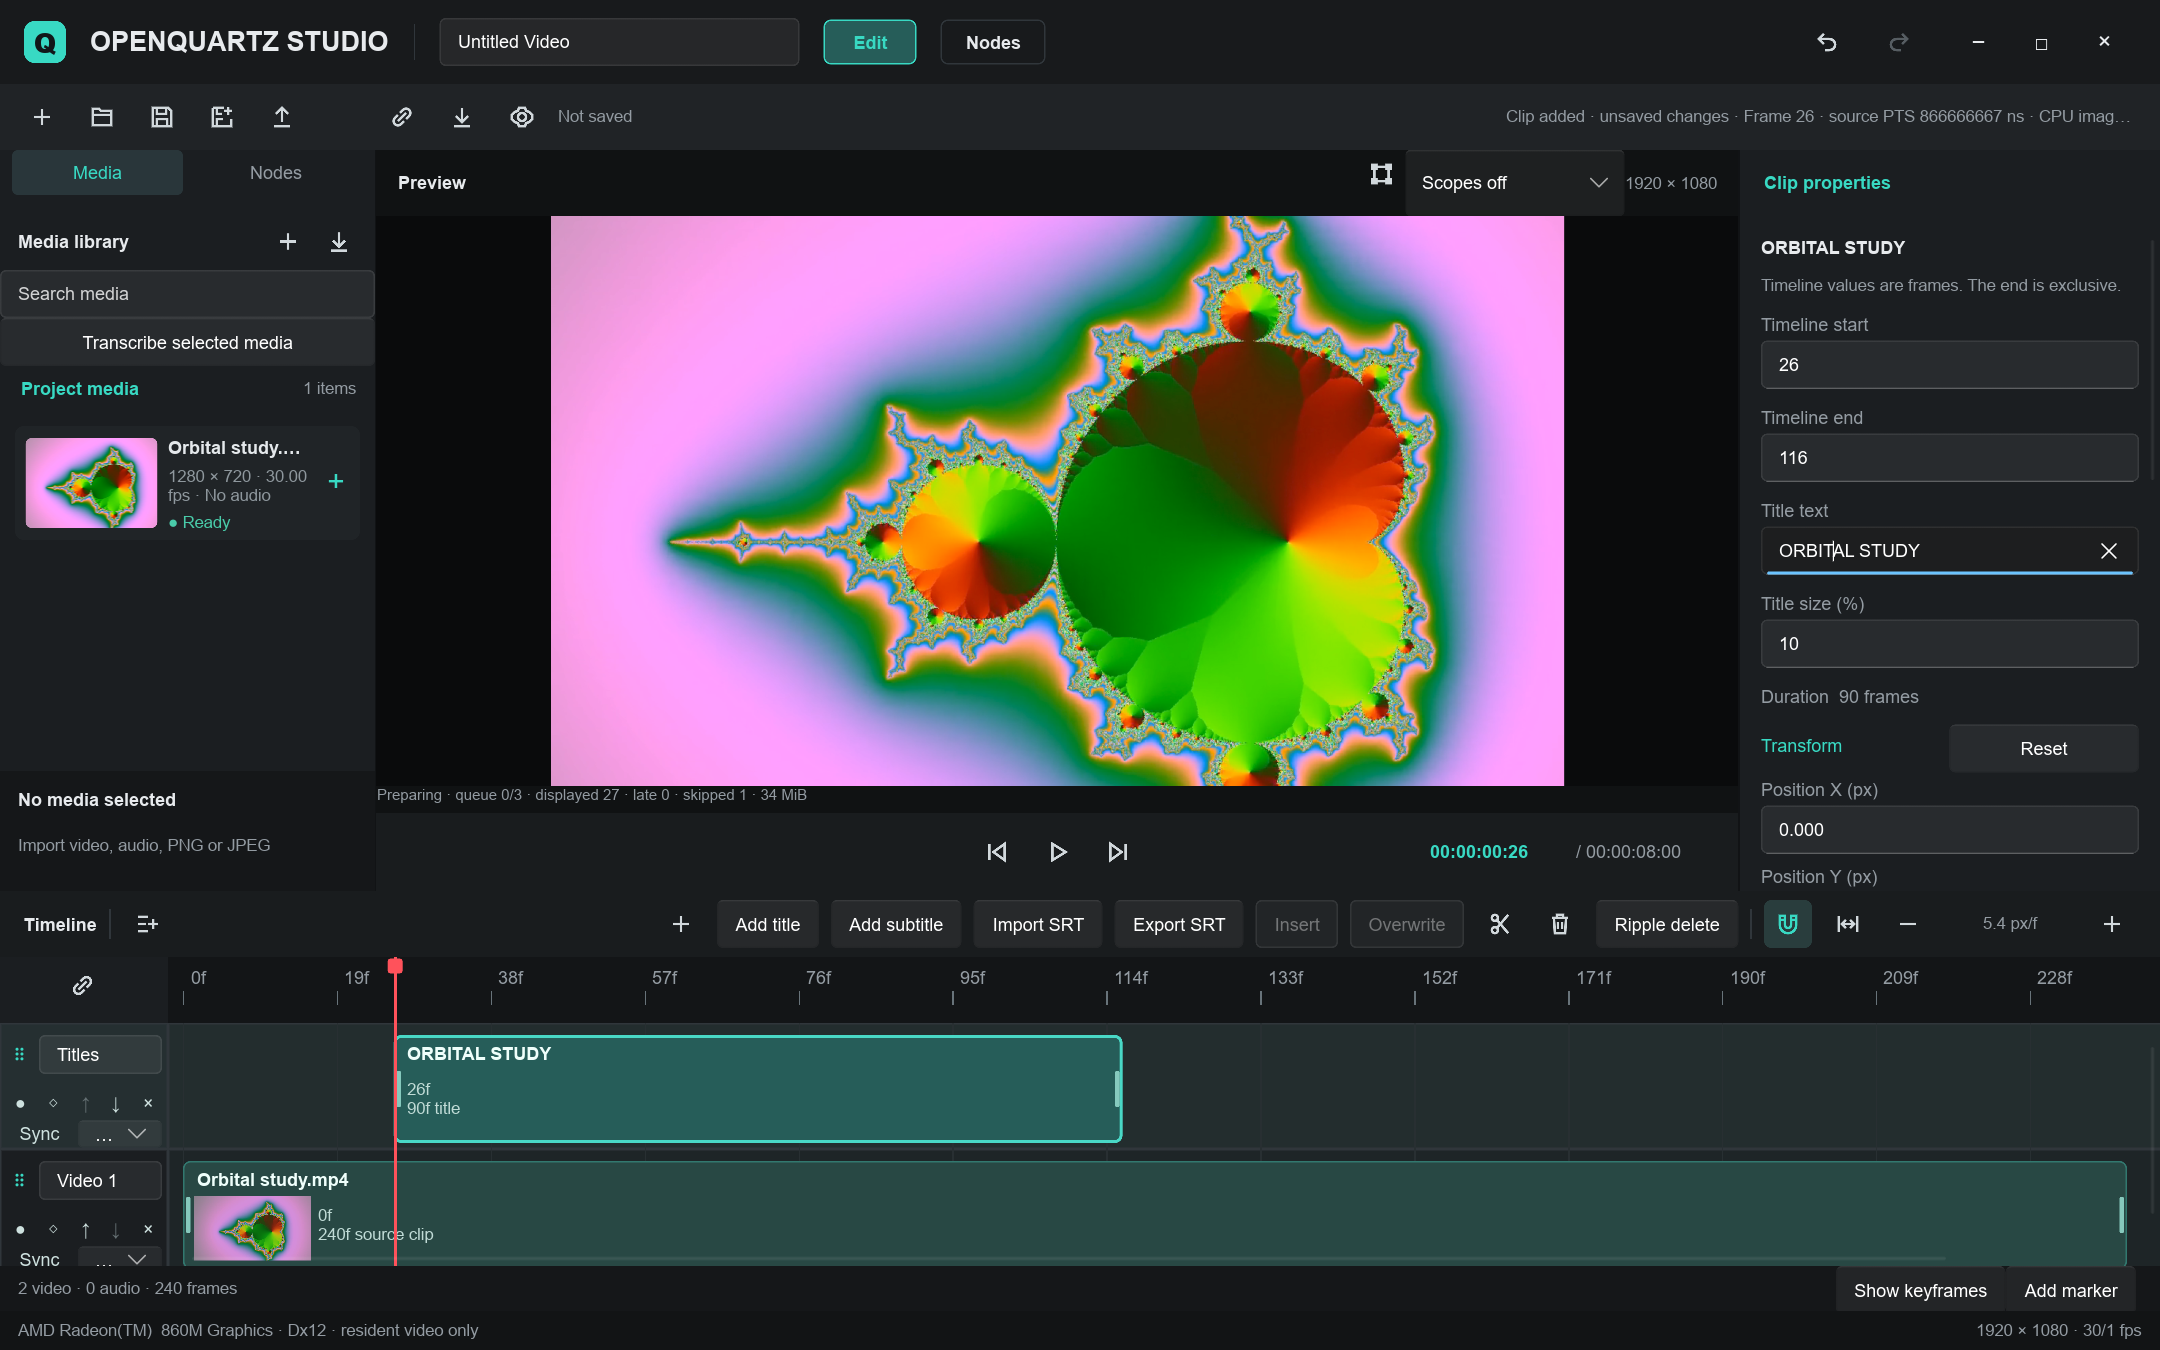 Q OPENQUARTZ STUDIO
Untitled Video
Edit
Nodes
Not saved
Clip added · unsaved changes · Frame 26 · source PTS 866666667 ns · CPU imag…
Media
Nodes
Media library
Search media
Transcribe selected media
Project media
1 items
Orbital study.…
1280 × 720 · 30.00
fps · No audio
● Ready
No media selected
Import video, audio, PNG or JPEG
Preview
Scopes off
1920 × 1080
Preparing · queue 0/3 · displayed 27 · late 0 · skipped 1 · 34 MiB
00:00:00:26
/ 00:00:08:00
Clip properties
ORBITAL STUDY
Timeline values are frames. The end is exclusive.
Timeline start
26
Timeline end
116
Title text
ORBITAL STUDY
Title size (%)
10
Duration 90 frames
Transform
Reset
Position X (px)
0.000
Position Y (px)
Timeline
Add title
Add subtitle
Import SRT
Export SRT
Insert
Overwrite
Ripple delete
5.4 px/f
0f 19f 38f 57f 76f 95f 114f 133f 152f 171f 190f 209f 228f
Titles
Sync
...
ORBITAL STUDY
26f
90f title
Video 1
Sync
...
Orbital study.mp4
0f
240f source clip
2 video · 0 audio · 240 frames
Show keyframes
Add marker
AMD Radeon(TM) 860M Graphics · Dx12 · resident video only
1920 × 1080 · 30/1 fps